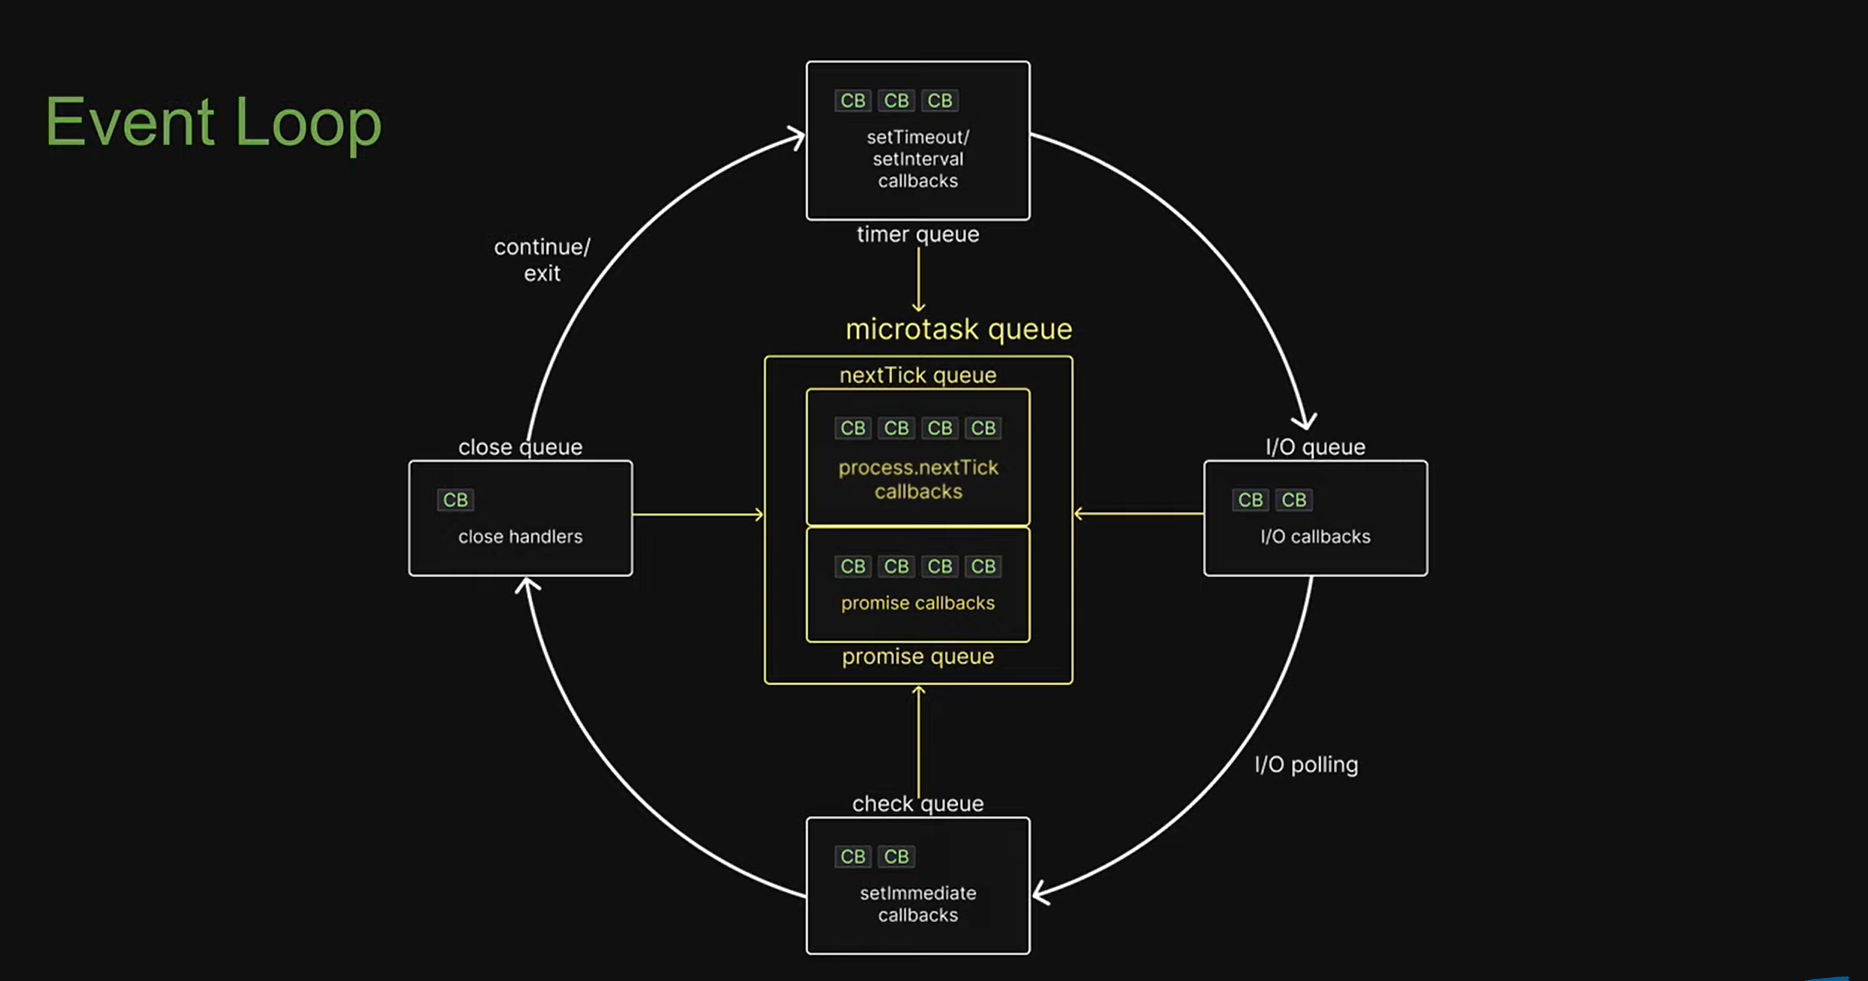 Event Loop
CB CB CB
setTimeout/
setInterval
callbacks
timer queue
continue/
exit
microtask queue
nextTick queue
CB CB CB CB
process.nextTick
callbacks
CB CB CB CB
promise callbacks
promise queue
close queue
CB
close handlers
I/O queue
CB CB
I/O callbacks
I/O polling
check queue
CB CB
setImmediate
callbacks